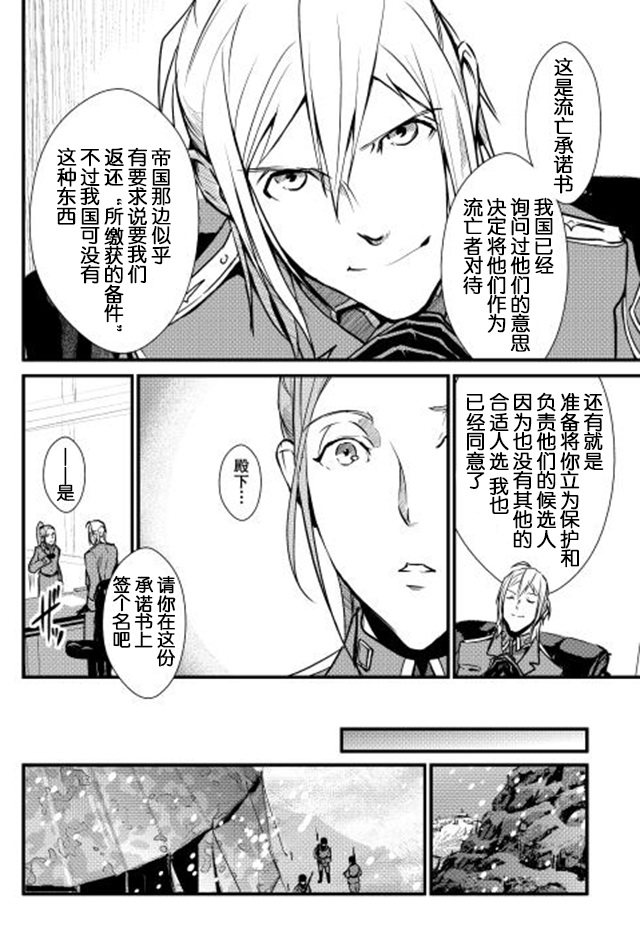 这是流亡承诺书
我国已经
询问过他们的意思
决定将他们作为
流亡者对待
帝国那边似乎
有要求说要我们
返还“所缴获的备件”
不过我国可没有
这种东西
还有就是
准备将你立为保护和
负责他们的候选人
因为也没有其他的
合适人选 我也
已经同意了
殿下…
——是
请你在这份
承诺书上
签个名吧
ガッ